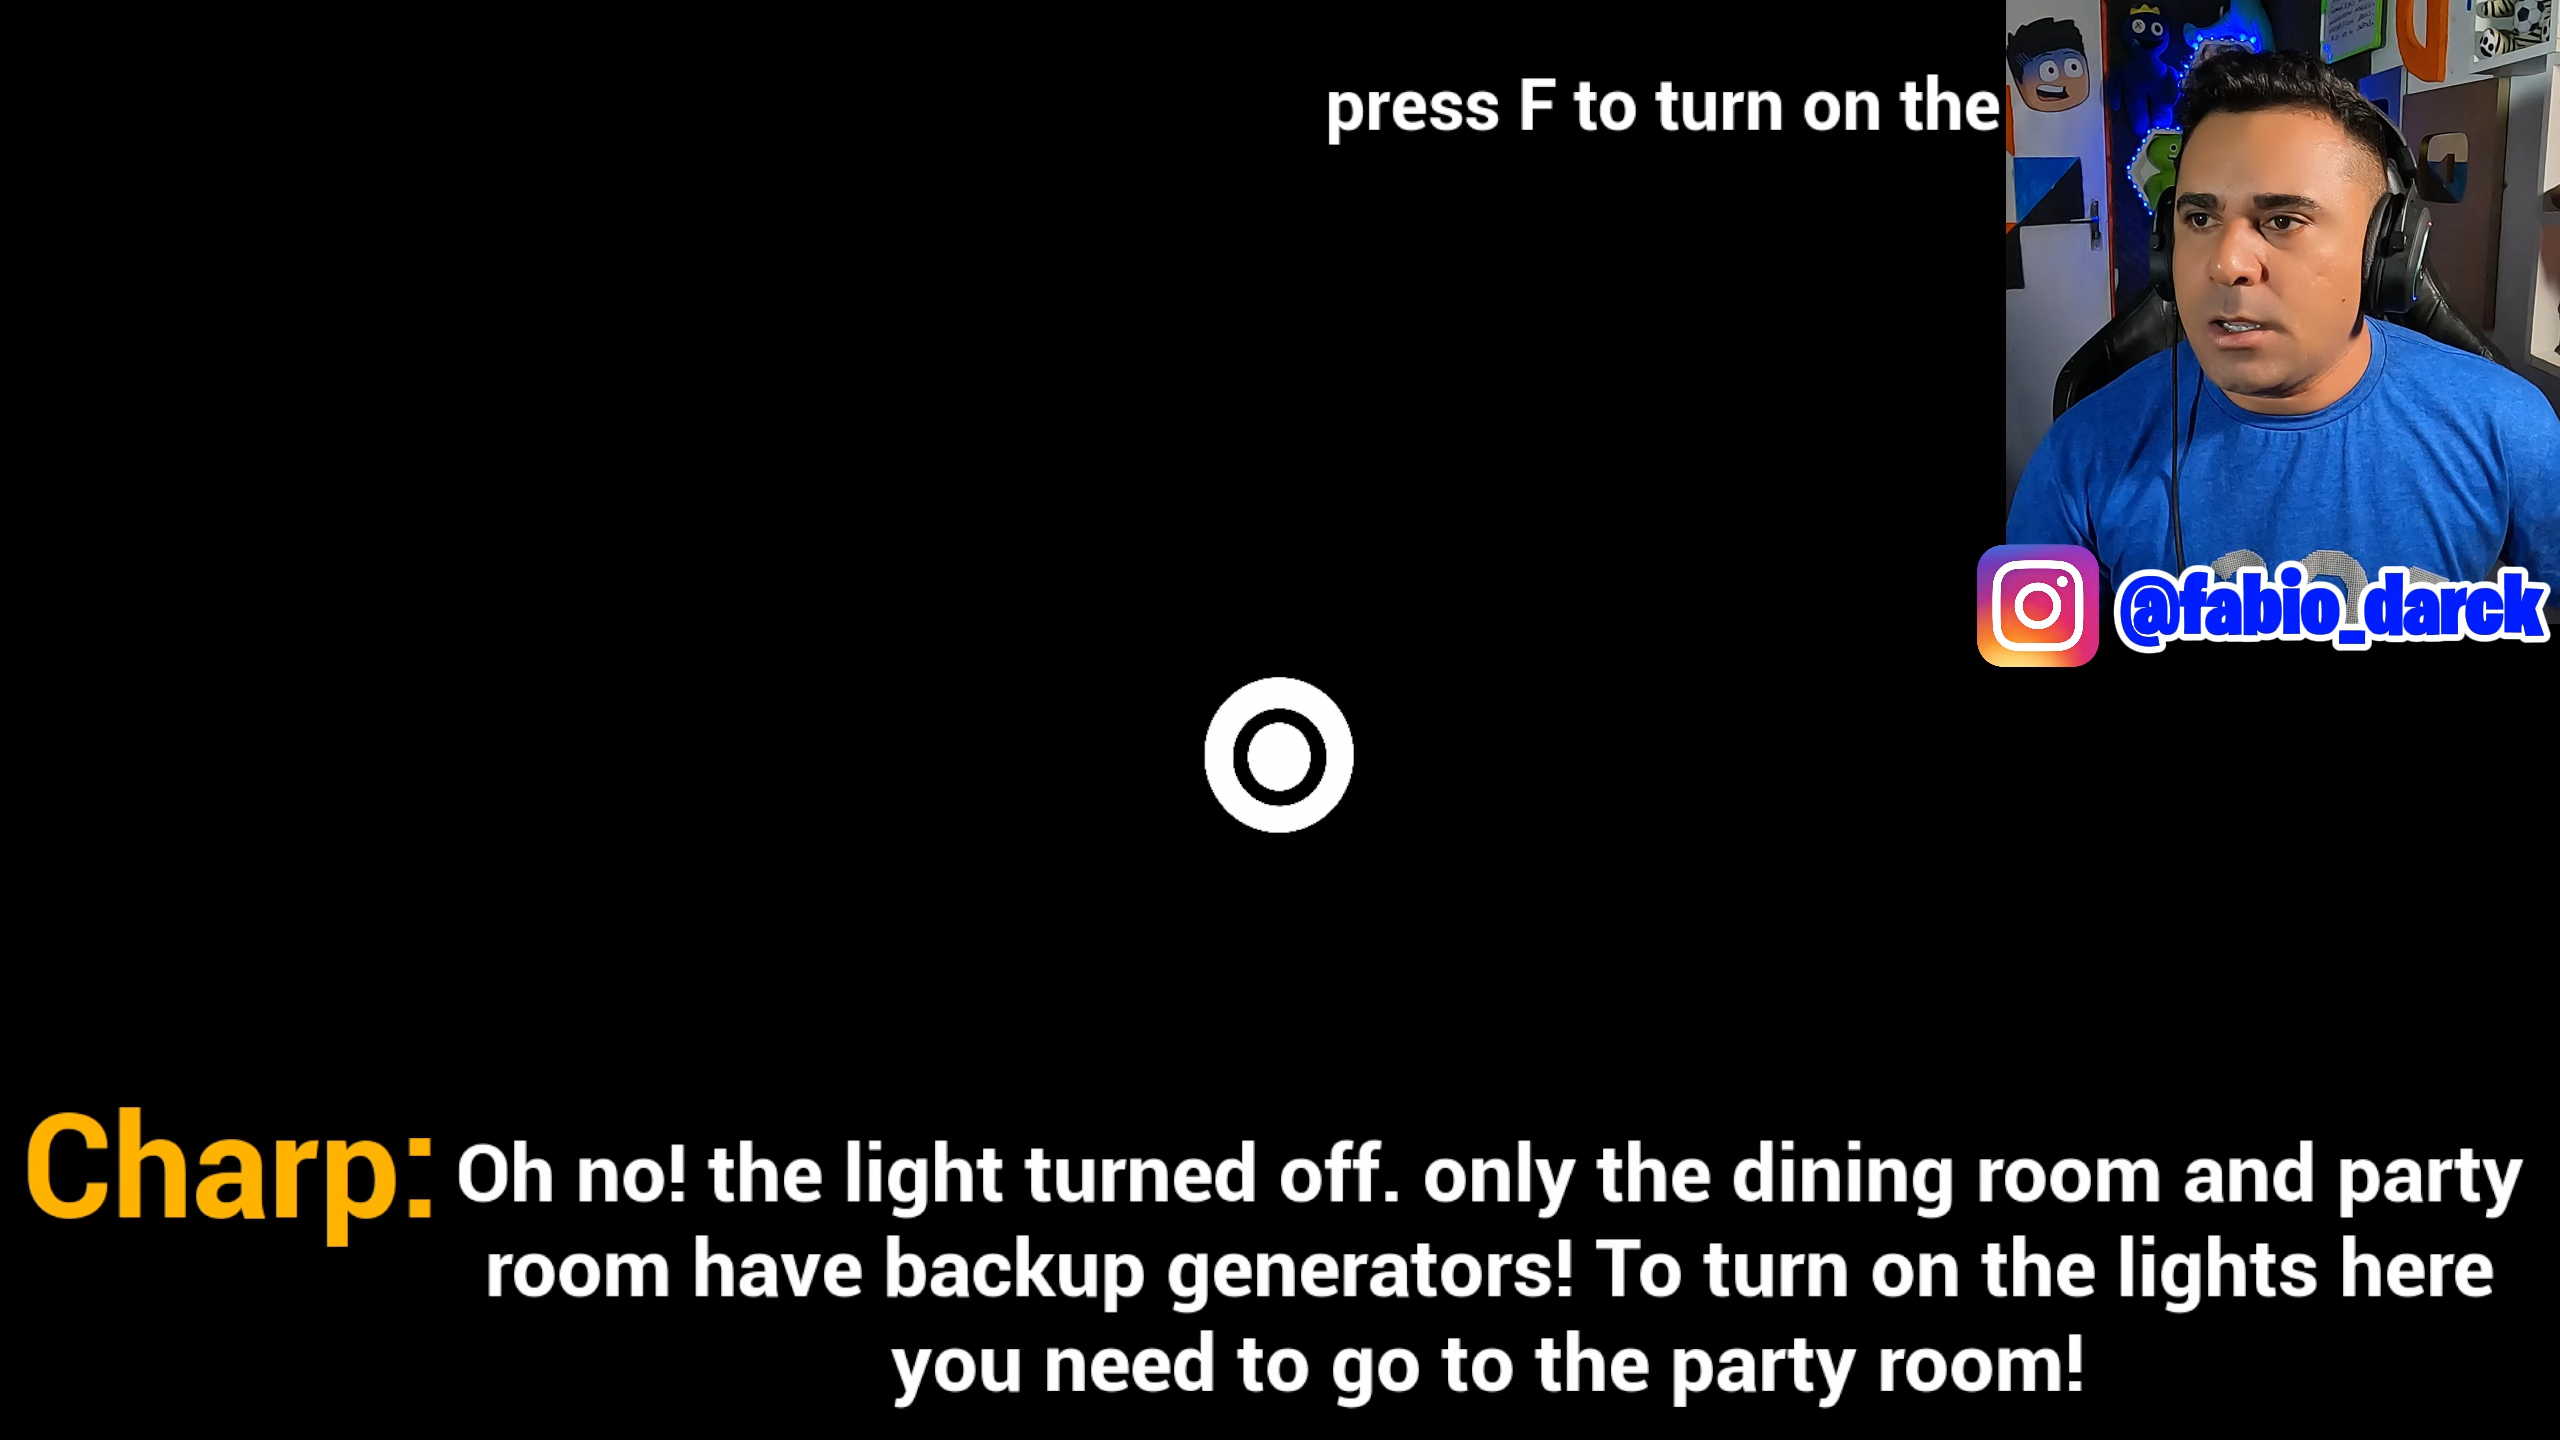 press F to turn on the
@fabio_darck
Charp:
Oh no! the light turned off. only the dining room and party
room have backup generators! To turn on the lights here
you need to go to the party room!